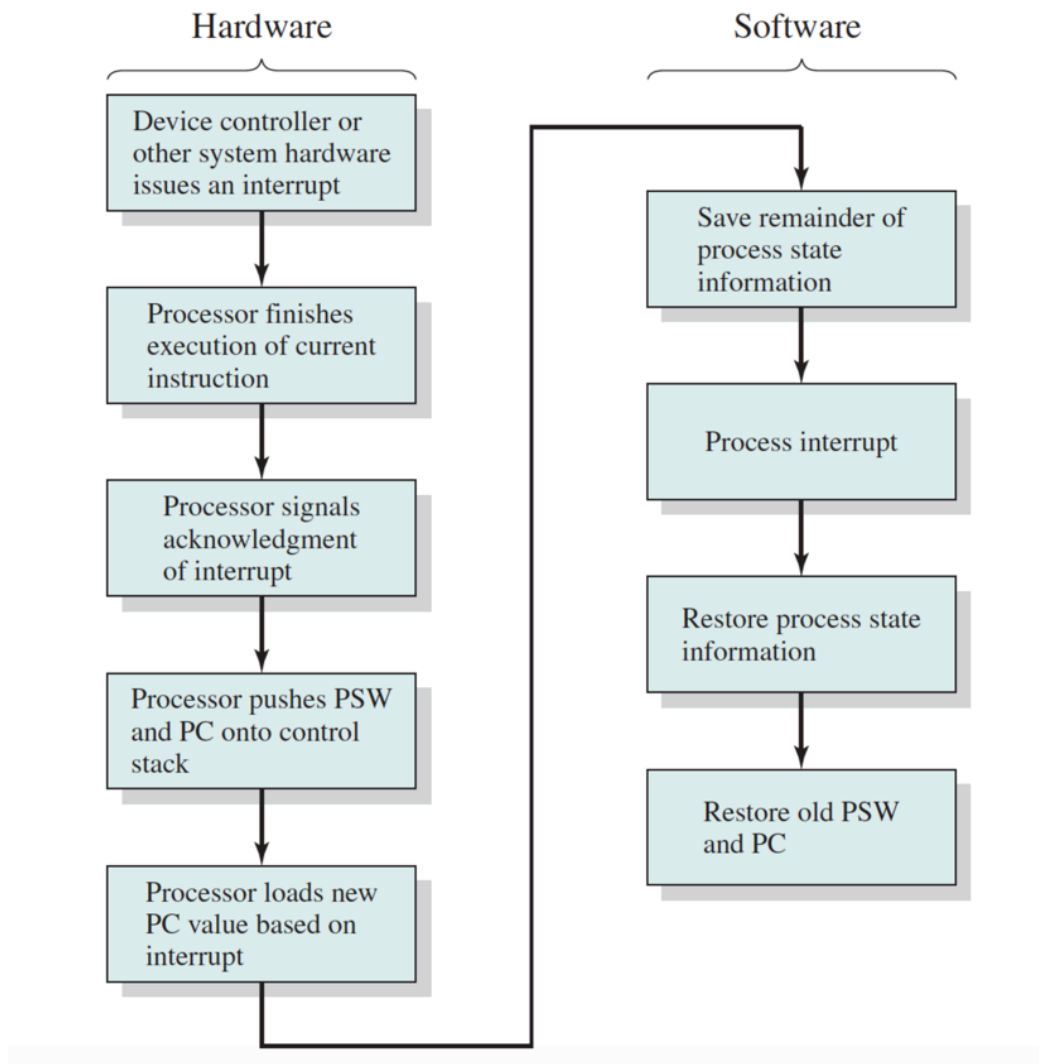 Hardware
Device controller or
other system hardware
issues an interrupt
Processor finishes
execution of current
instruction
Processor signals
acknowledgment
of interrupt
Processor pushes PSW
and PC onto control
stack
Processor loads new
PC value based on
interrupt
Software
Save remainder of
process state
information
Process interrupt
Restore process state
information
Restore old PSW
and PC